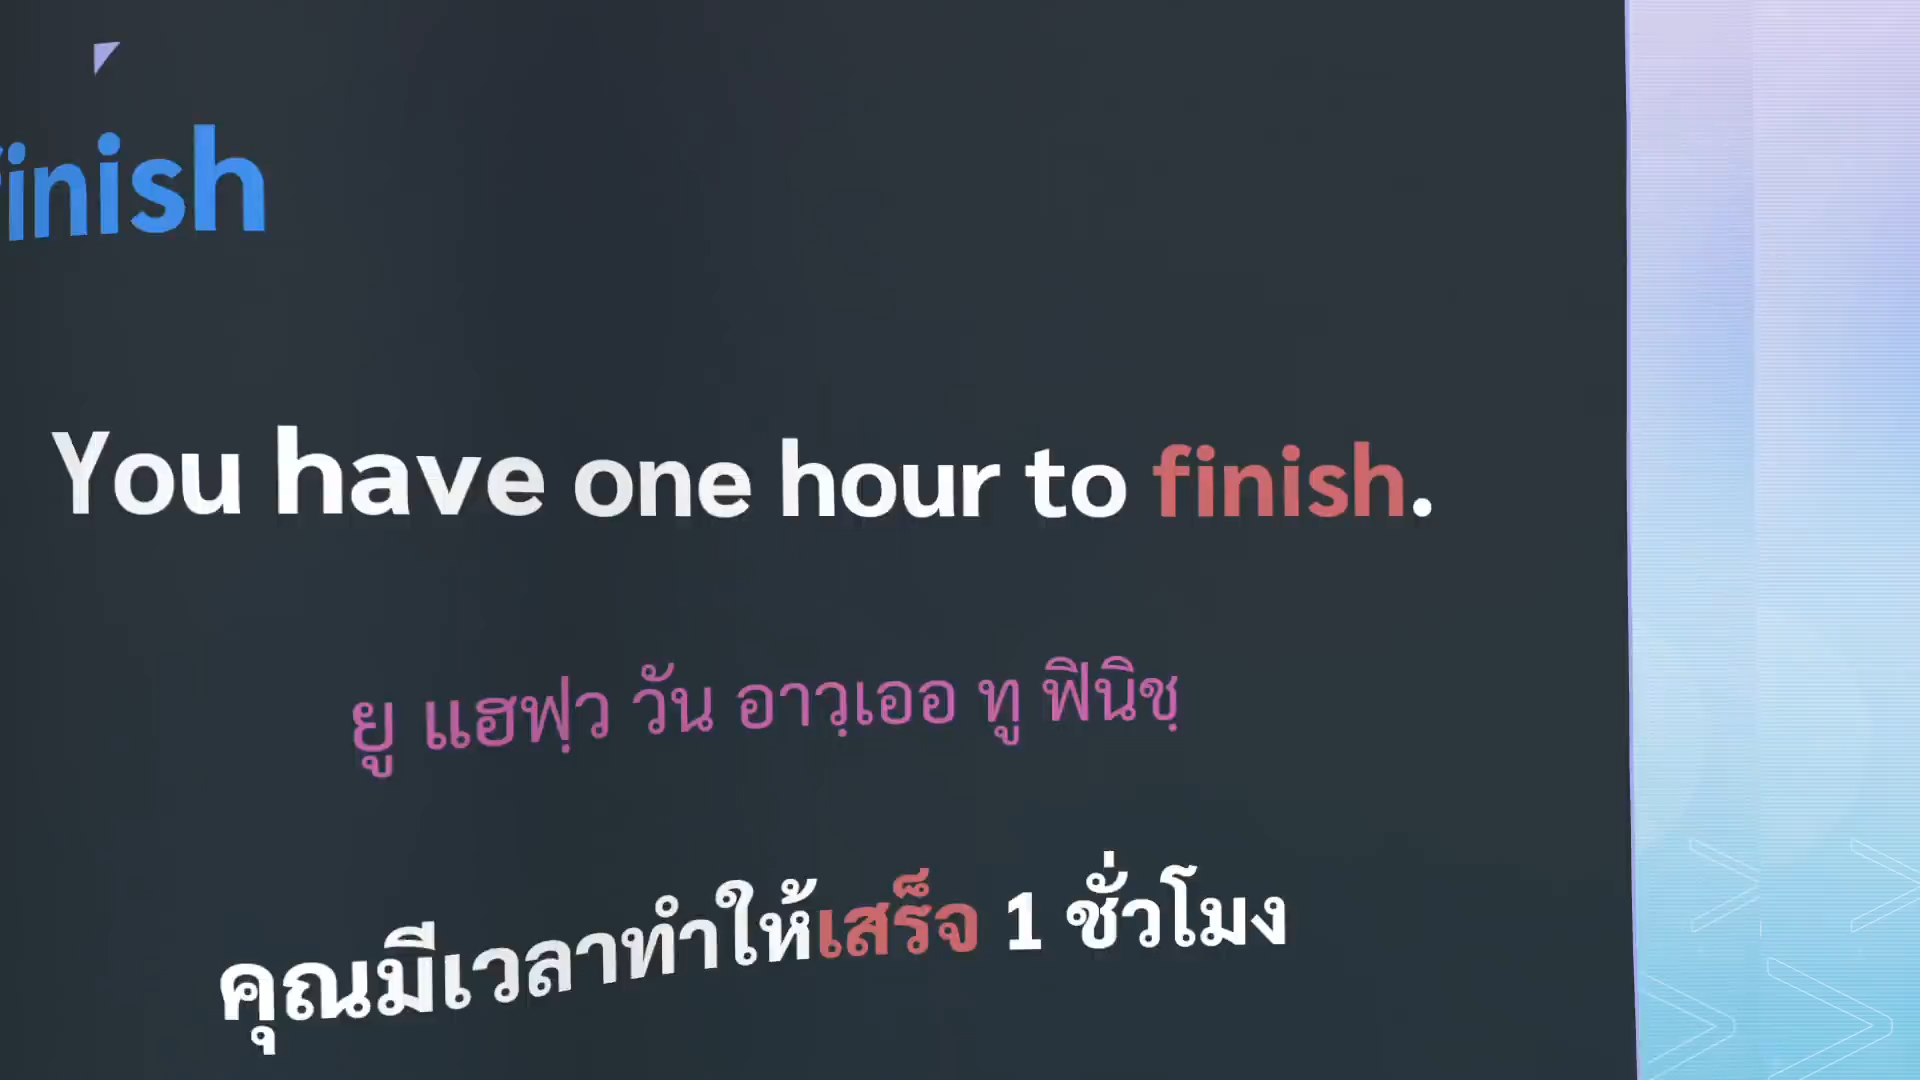 finish
You have one hour to finish.
ยู แฮฟฺว วัน อาวฺเออ ทู ฟินิชฺ
คุณมีเวลาทำให้เสร็จ 1 ชั่วโมง